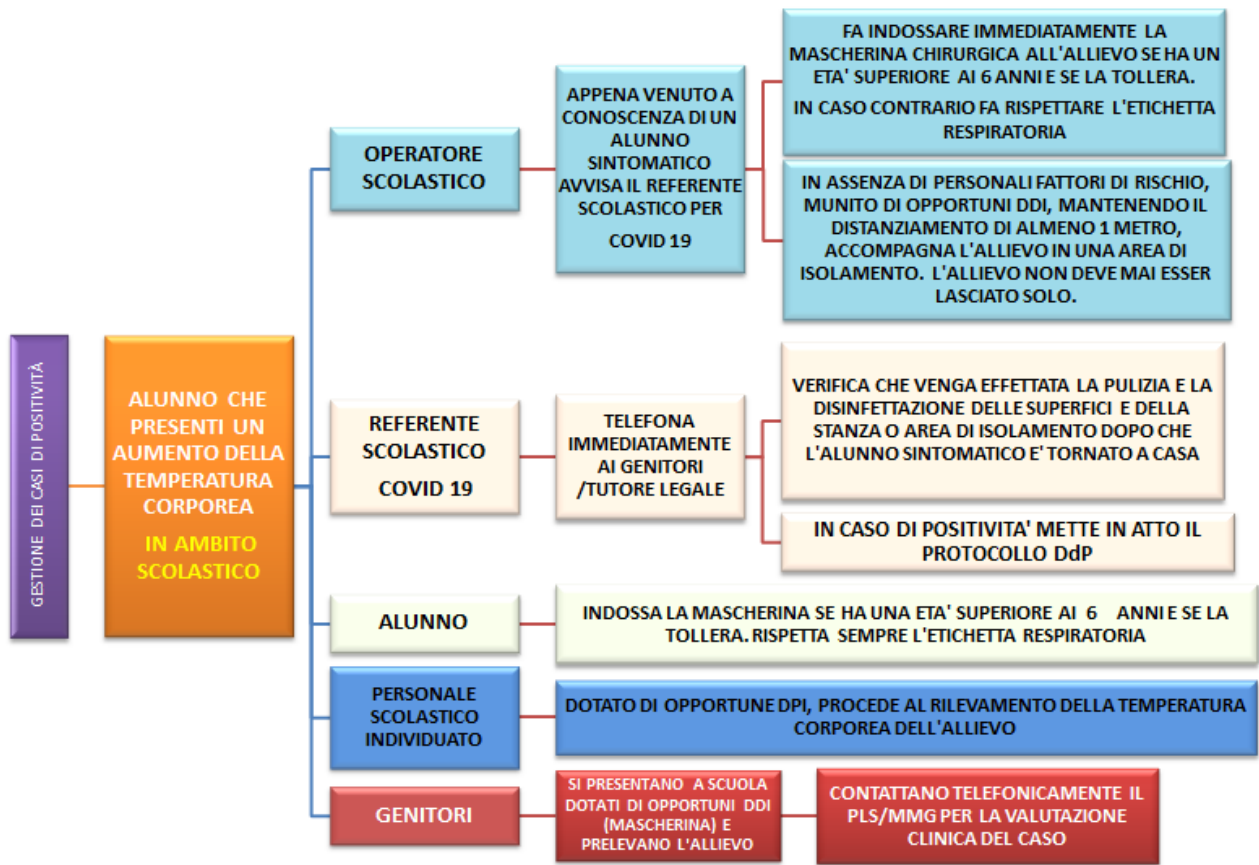 GESTIONE DEI CASI DI POSITIVITÀ
ALUNNO CHE
PRESENTI UN
AUMENTO DELLA
TEMPERATURA
CORPOREA
IN AMBITO
SCOLASTICO
OPERATORE
SCOLASTICO
APPENA VENUTO A
CONOSCENZA DI UN
ALUNNO
SINTOMATICO
AVVISA IL REFERENTE
SCOLASTICO PER
COVID 19
FA INDOSSARE IMMEDIATAMENTE LA
MASCHERINA CHIRURGICA ALL'ALLIEVO SE HA UN
ETA' SUPERIORE AI 6 ANNI E SE LA TOLLERA.
IN CASO CONTRARIO FA RISPETTARE L'ETICHETTA
RESPIRATORIA
IN ASSENZA DI PERSONALI FATTORI DI RISCHIO,
MUNITO DI OPPORTUNI DDI, MANTENENDO IL
DISTANZIAMENTO DI ALMENO 1 METRO,
ACCOMPAGNA L'ALLIEVO IN UNA AREA DI
ISOLAMENTO. L'ALLIEVO NON DEVE MAI ESSER
LASCIATO SOLO.
REFERENTE
SCOLASTICO
COVID 19
TELEFONA
IMMEDIATAMENTE
AI GENITORI
/TUTORE LEGALE
VERIFICA CHE VENGA EFFETTATA LA PULIZIA E LA
DISINFETTAZIONE DELLE SUPERFICI E DELLA
STANZA O AREA DI ISOLAMENTO DOPO CHE
L'ALUNNO SINTOMATICO E' TORNATO A CASA
IN CASO DI POSITIVITA' METTE IN ATTO IL
PROTOCOLLO DdP
ALUNNO
INDOSSA LA MASCHERINA SE HA UNA ETA' SUPERIORE AI 6 ANNI E SE LA
TOLLERA. RISPETTA SEMPRE L'ETICHETTA RESPIRATORIA
PERSONALE
SCOLASTICO
INDIVIDUATO
DOTATO DI OPPORTUNE DPI, PROCEDE AL RILEVAMENTO DELLA TEMPERATURA
CORPOREA DELL'ALLIEVO
GENITORI
SI PRESENTANO A SCUOLA
DOTATI DI OPPORTUNI DDI
(MASCHERINA) E
PRELEVANO L'ALLIEVO
CONTATTANO TELEFONICAMENTE IL
PLS/MMG PER LA VALUTAZIONE
CLINICA DEL CASO